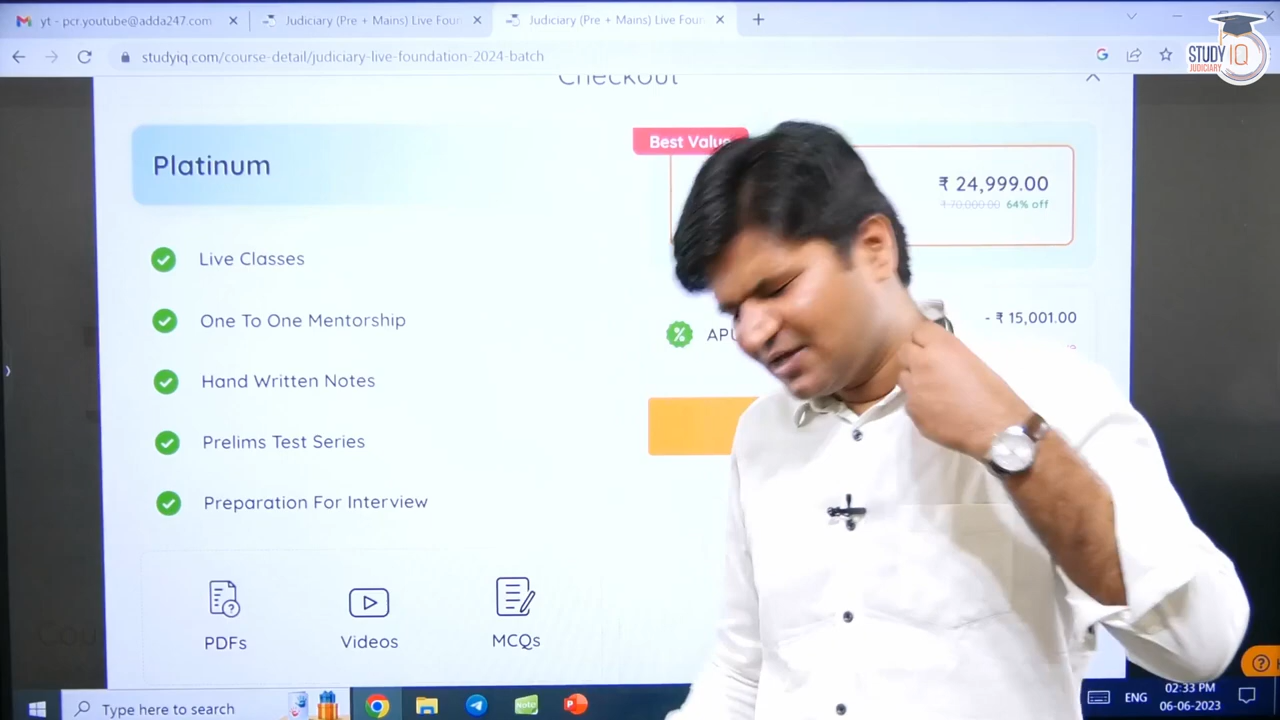 yt - pcr.youtube@adda247.com
Judiciary (Pre + Mains) Live Foun
Judiciary (Pre + Mains) Live Foun
studyiq.com/course-detail/judiciary-live-foundation-2024-batch
STUDY IQ
JUDICIARY
Checkout
Platinum
Best Value
₹ 24,999.00
₹ 70,000.00 64% off
Live Classes
One To One Mentorship
- ₹ 15,001.00
Hand Written Notes
Prelims Test Series
Preparation For Interview
PDFs
Videos
MCQs
Type here to search
ENG
02:33 PM
06-06-2023